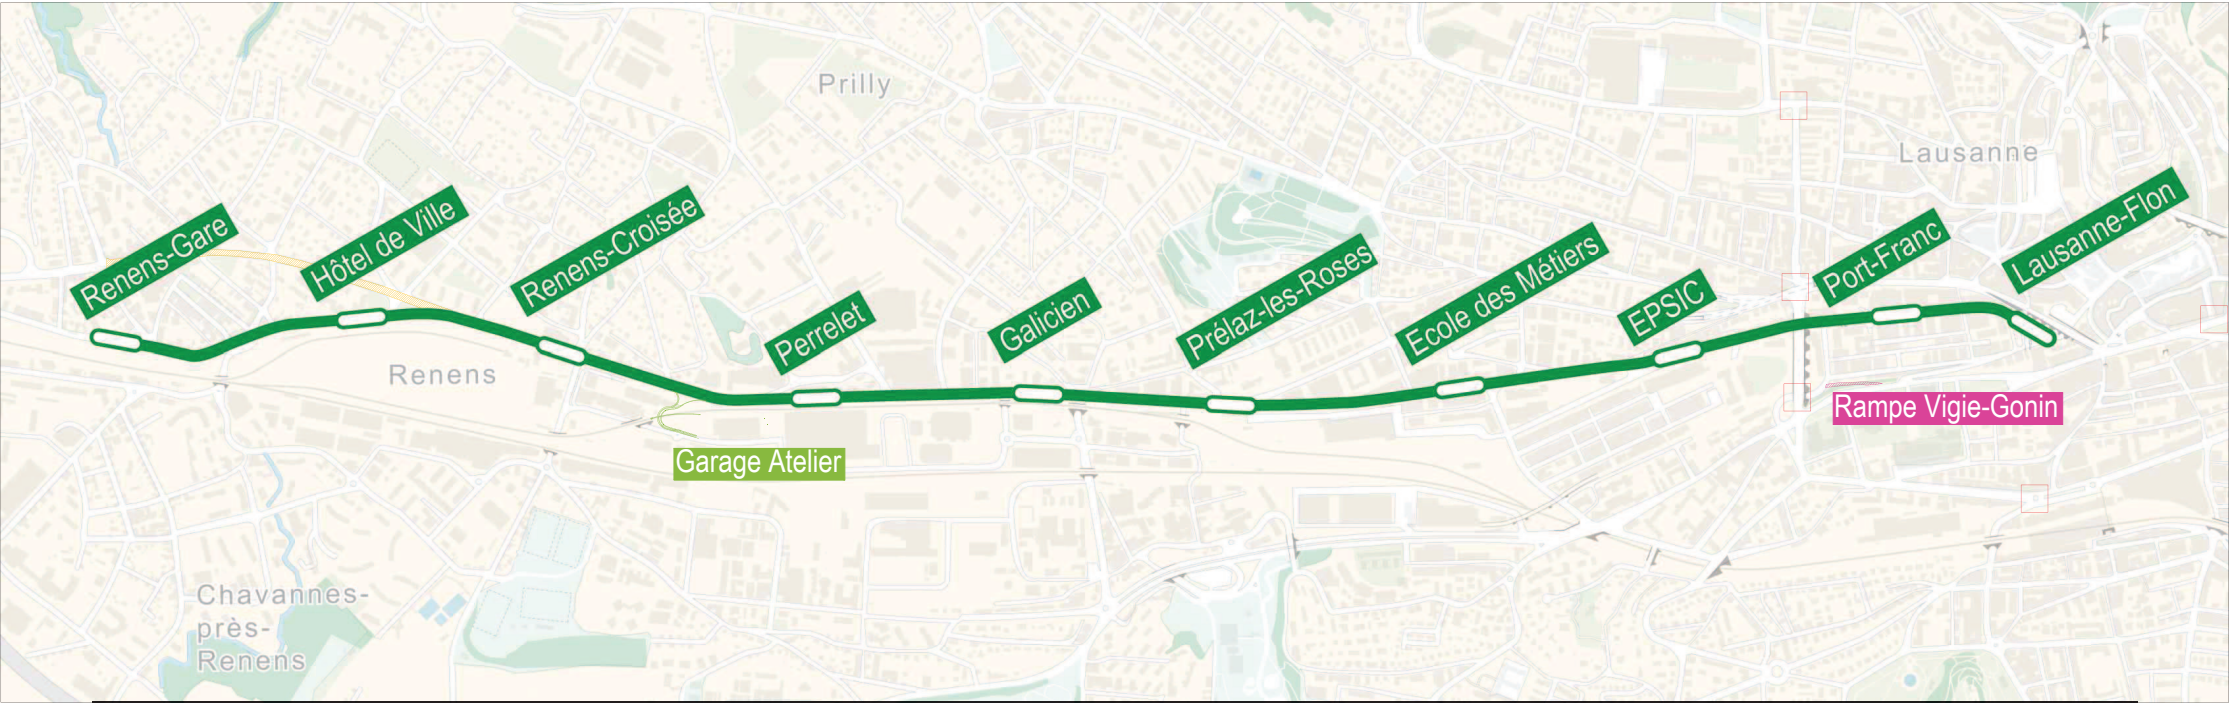 Prilly
Lausanne
Renens-Gare
Hôtel de Ville
Renens-Croisée
Perrelet
Galicien
Prélaz-les-Roses
Ecole des Métiers
EPSIC
Port-Franc
Lausanne-Flon
Renens
Rampe Vigie-Gonin
Garage Atelier
Chavannes-
près-
Renens